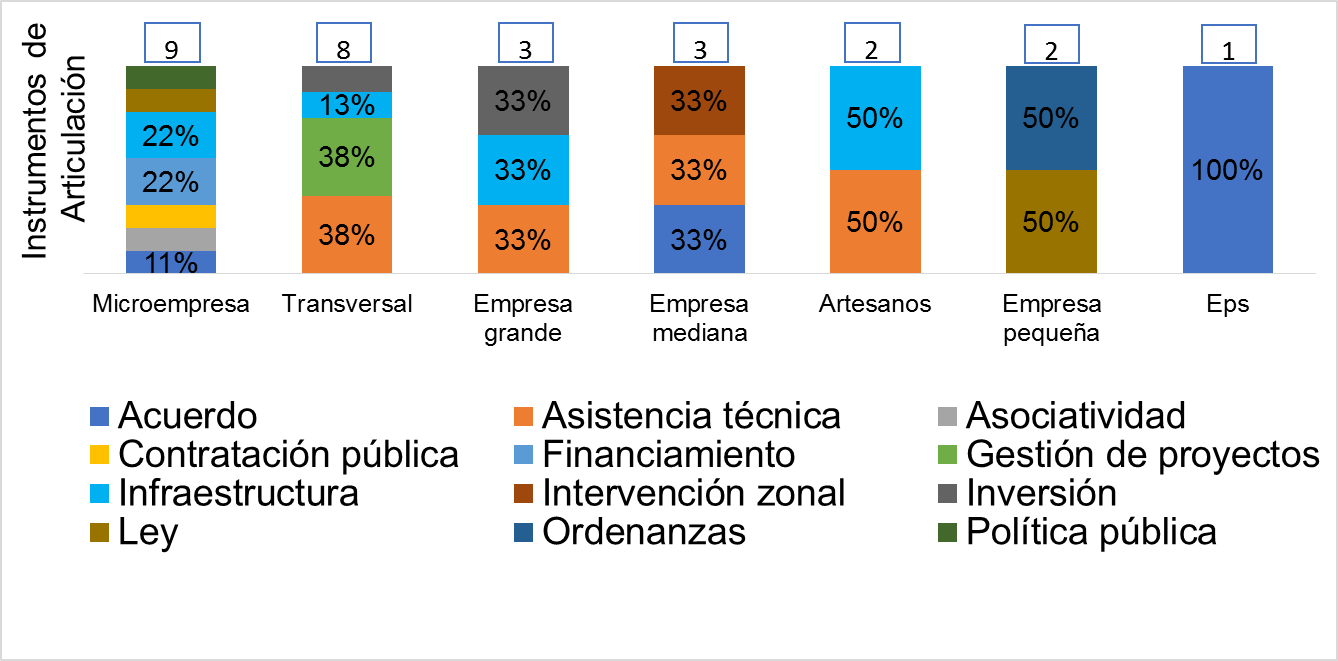 Instrumentos de
Articulación
9
8
3
3
2
2
1
22%
22%
11%
13%
38%
38%
33%
33%
33%
33%
33%
33%
50%
50%
50%
50%
100%
Microempresa
Transversal
Empresa
grande
Empresa
mediana
Artesanos
Empresa
pequeña
Eps
Acuerdo
Asistencia técnica
Asociatividad
Contratación pública
Financiamiento
Gestión de proyectos
Infraestructura
Intervención zonal
Inversión
Ley
Ordenanzas
Política pública